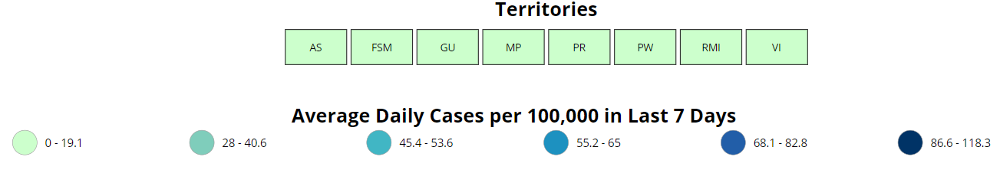 Territories
AS FSM GU MP PR PW RMI VI
Average Daily Cases per 100,000 in Last 7 Days
0 - 19.1 28 - 40.6 45.4 - 53.6 55.2 - 65 68.1 - 82.8 86.6 - 118.3